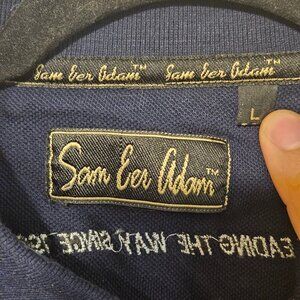 Sam Eer Adam™ Sam Eer Adam™
L
Sam Eer Adam™
EADING THE WAY SINCE